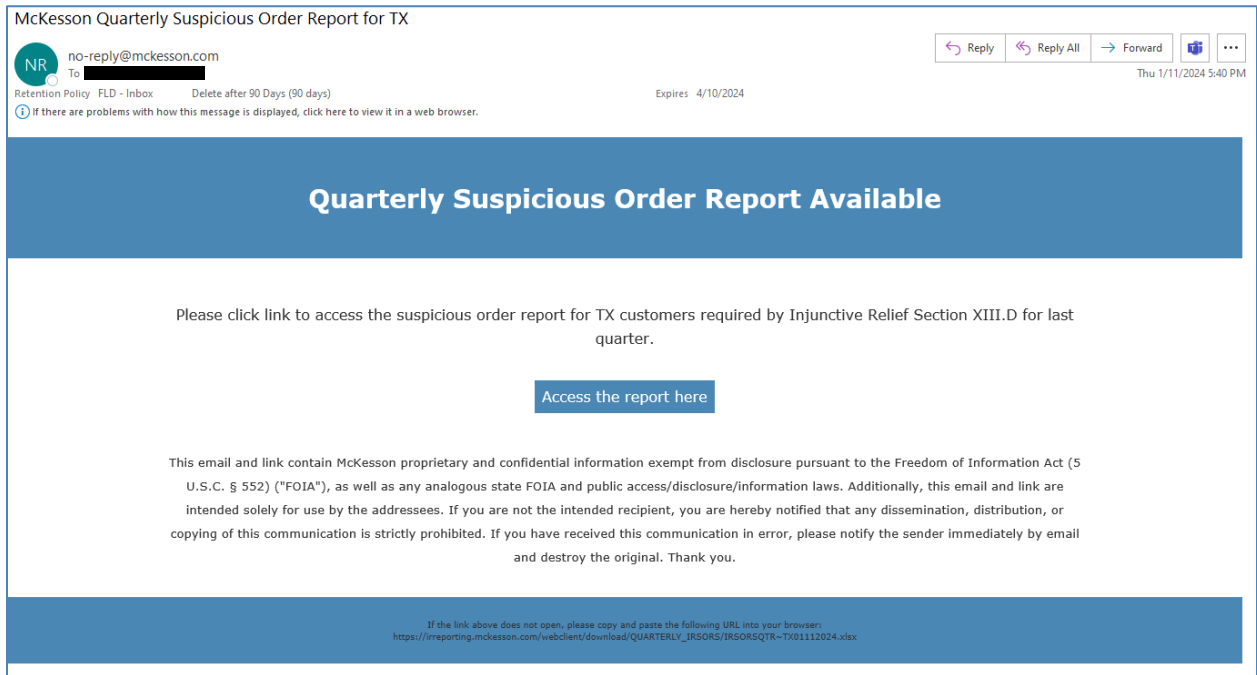 McKesson Quarterly Suspicious Order Report for TX
Reply
Reply All
Forward
NR
no-reply@mckesson.com
To
Thu 1/11/2024 5:40 PM
Retention Policy FLD - Inbox Delete after 90 Days (90 days) Expires 4/10/2024
If there are problems with how this message is displayed, click here to view it in a web browser.
Quarterly Suspicious Order Report Available
Please click link to access the suspicious order report for TX customers required by Injunctive Relief Section XIII.D for last
quarter.
Access the report here
This email and link contain McKesson proprietary and confidential information exempt from disclosure pursuant to the Freedom of Information Act (5
U.S.C. § 552) ("FOIA"), as well as any analogous state FOIA and public access/disclosure/information laws. Additionally, this email and link are
intended solely for use by the addressees. If you are not the intended recipient, you are hereby notified that any dissemination, distribution, or
copying of this communication is strictly prohibited. If you have received this communication in error, please notify the sender immediately by email
and destroy the original. Thank you.
If the link above does not open, please copy and paste the following URL into your browser:
https://irreporting.mckesson.com/webclient/download/QUARTERLY_IRSORS/IRSORSQTR~TX01112024.xlsx